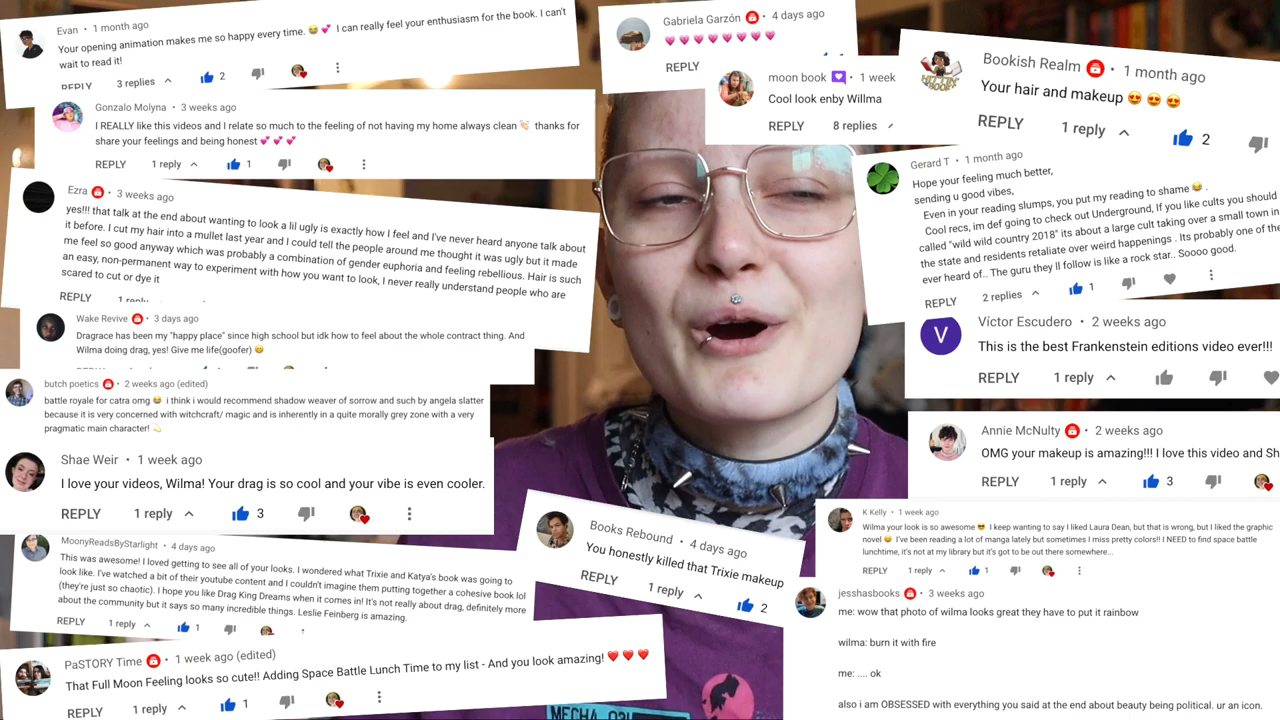 Evan • 1 month ago
Your opening animation makes me so happy every time. 😭 💕 I can really feel your enthusiasm for the book. I can't
wait to read it!
REPLY 3 replies 2
Gonzalo Molyna • 3 weeks ago
I REALLY like this videos and I relate so much to the feeling of not having my home always clean 👏🏻 thanks for
share your feelings and being honest 💕 💕 💕
REPLY 1 reply 1
Ezra • 3 weeks ago
yes!!! that talk at the end about wanting to look a lil ugly is exactly how I feel and I've never heard anyone talk about
it before. I cut my hair into a mullet last year and I could tell the people around me thought it was ugly but it made
me feel so good anyway which was probably a combination of gender euphoria and feeling rebellious. Hair is such
an easy, non-permanent way to experiment with how you want to look, I never really understand people who are
scared to cut or dye it
REPLY 1 reply
Wake Revive • 3 days ago
Dragrace has been my "happy place" since high school but idk how to feel about the whole contract thing. And
Wilma doing drag, yes! Give me life(goofer) 😄
butch poetics • 2 weeks ago (edited)
battle royale for catra omg 😭 i think i would recommend shadow weaver of sorrow and such by angela slatter
because it is very concerned with witchcraft/ magic and is inherently in a quite morally grey zone with a very
pragmatic main character! 💫
Shae Weir • 1 week ago
I love your videos, Wilma! Your drag is so cool and your vibe is even cooler.
REPLY 1 reply 3
MoonyReadsByStarlight • 4 days ago
This was awesome! I loved getting to see all of your looks. I wondered what Trixie and Katya's book was going to
look like. I've watched a bit of their youtube content and I couldn't imagine them putting together a cohesive book lol
(they're just so chaotic). I hope you like Drag King Dreams when it comes in! It's not really about drag, definitely more
about the community but it says so many incredible things. Leslie Feinberg is amazing.
REPLY 1 reply 1
PaSTORY Time • 1 week ago (edited)
That Full Moon Feeling looks so cute!! Adding Space Battle Lunch Time to my list - And you look amazing! ❤️ ❤️ ❤️
REPLY 1 reply 1
Gabriela Garzón • 4 days ago
💗 💗 💗 💗 💗 💗 💗 💗 💗
REPLY
moon book • 1 week
Cool look enby Willma
REPLY 8 replies
Bookish Realm • 1 month ago
Your hair and makeup 😍 😍 😍
REPLY 1 reply 2
Gerard T • 1 month ago
Hope your feeling much better,
sending u good vibes,
Even in your reading slumps, you put my reading to shame 😂 .
Cool recs, im def going to check out Underground, If you like cults you should
called "wild wild country 2018" its about a large cult taking over a small town in
the state and residents retaliate over weird happenings . Its probably one of the
ever heard of.. The guru they ll follow is like a rock star.. Soooo good.
REPLY 2 replies 1
V
Víctor Escudero • 2 weeks ago
This is the best Frankenstein editions video ever!!!
REPLY 1 reply
Annie McNulty • 2 weeks ago
OMG your makeup is amazing!!! I love this video and Sh
REPLY 1 reply 3
Books Rebound • 4 days ago
You honestly killed that Trixie makeup
REPLY 1 reply 2
K Kelly • 1 week ago
Wilma your look is so awesome 😎 I keep wanting to say I liked Laura Dean, but that is wrong, but I liked the graphic
novel 😄 I've been reading a lot of manga lately but sometimes I miss pretty colors!! I NEED to find space battle
lunchtime, it's not at my library but it's got to be out there somewhere...
REPLY 1 reply 1
jesshasbooks • 3 weeks ago
me: wow that photo of wilma looks great they have to put it rainbow
wilma: burn it with fire
me: .... ok
also i am OBSESSED with everything you said at the end about beauty being political. ur an icon.
MECHA